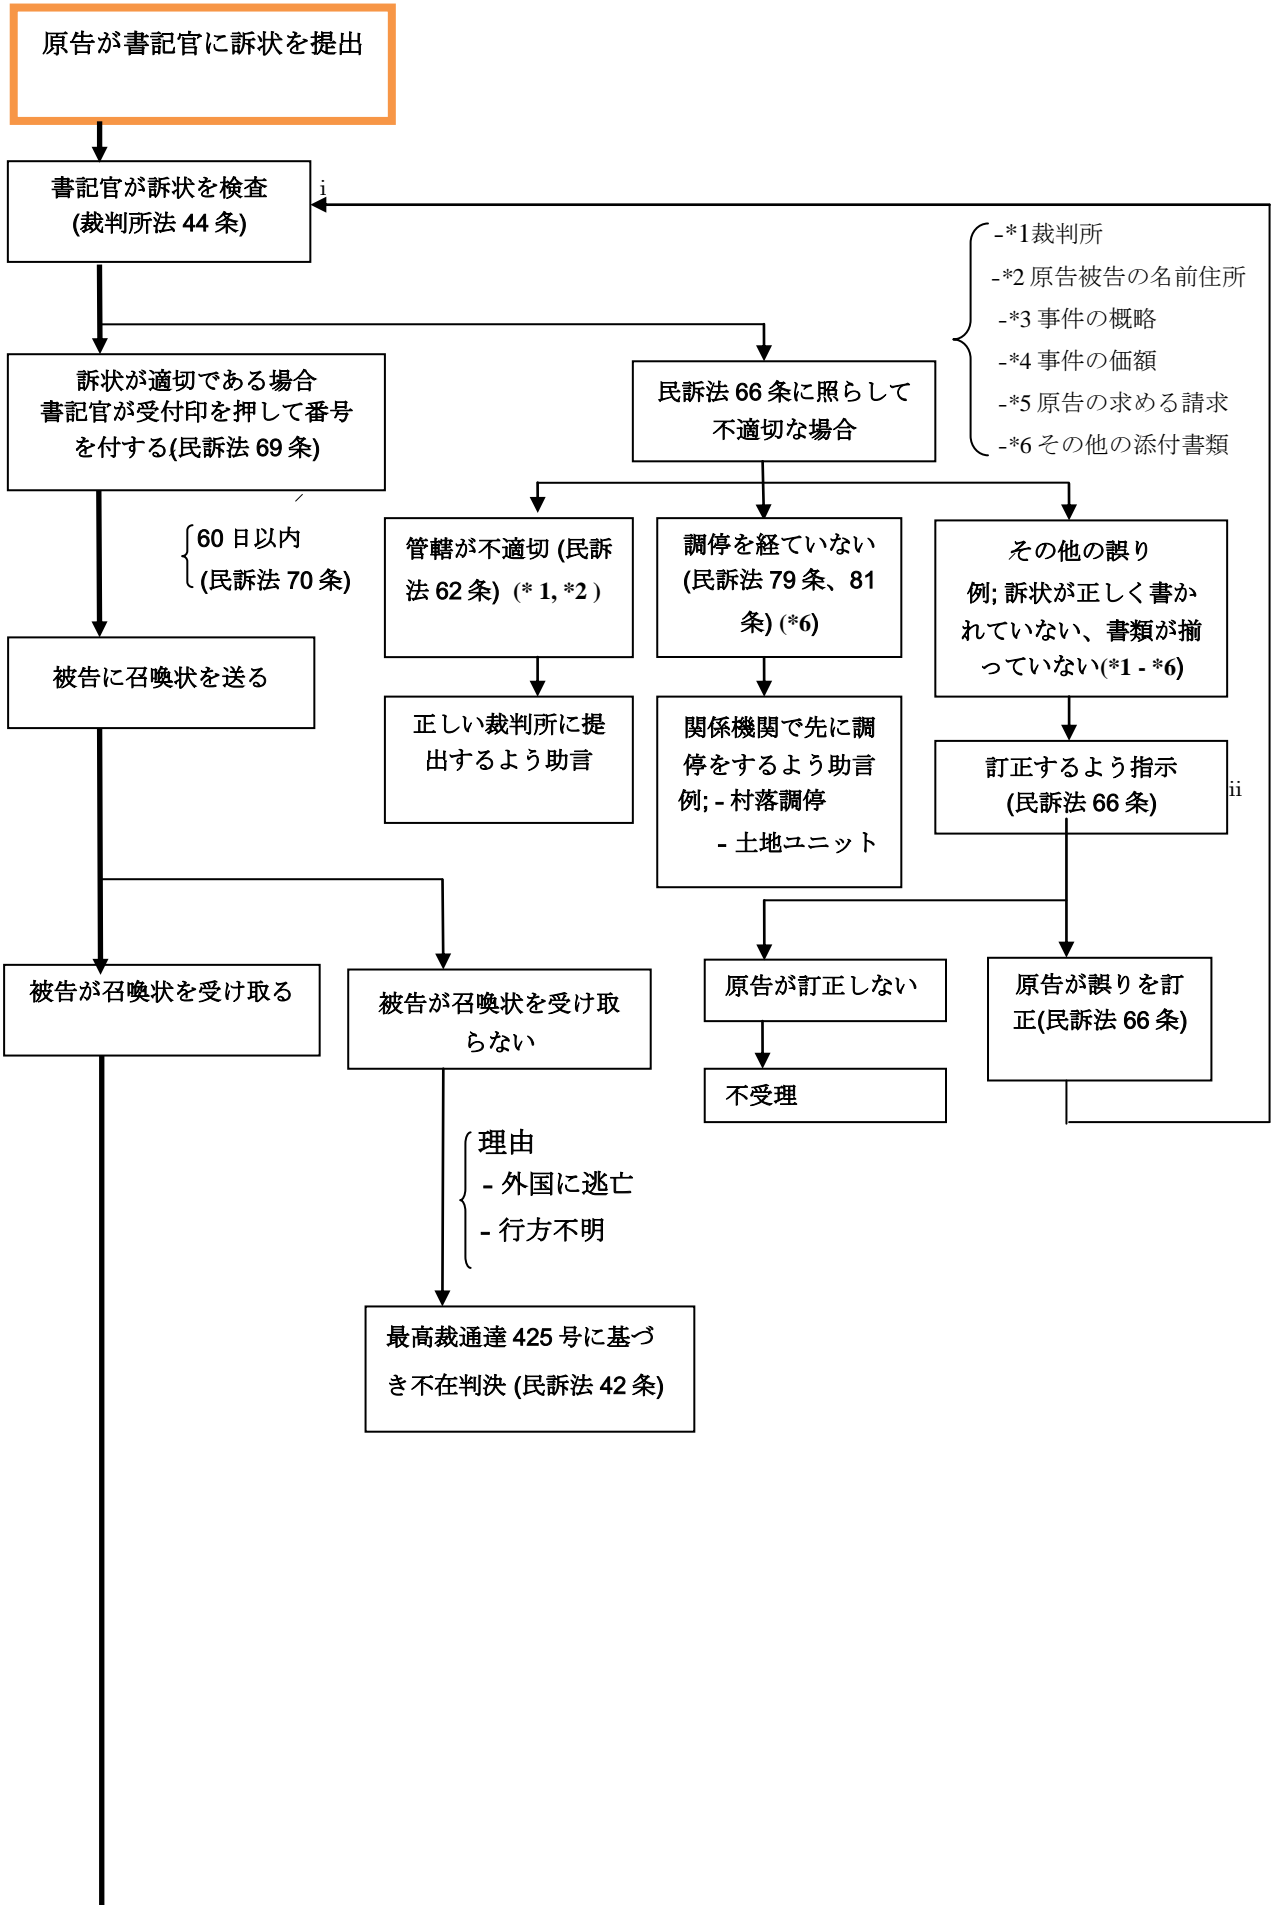 原告が書記官に訴状を提出
書記官が訴状を検査
(裁判所法 44 条)
i
-*1裁判所
-*2 原告被告の名前住所
-*3 事件の概略
-*4 事件の価額
-*5 原告の求める請求
-*6 その他の添付書類
訴状が適切である場合
書記官が受付印を押して番号
を付する(民訴法 69 条)
民訴法 66 条に照らして
不適切な場合
60 日以内
(民訴法 70 条)
管轄が不適切 (民訴
法 62 条) (* 1, *2 )
調停を経ていない
(民訴法 79 条、81
条) (*6)
その他の誤り
例; 訴状が正しく書か
れていない、書類が揃
っていない(*1 - *6)
被告に召喚状を送る
正しい裁判所に提
出するよう助言
関係機関で先に調
停をするよう助言
例; - 村落調停
- 土地ユニット
訂正するよう指示
(民訴法 66 条)
ii
被告が召喚状を受け取る
被告が召喚状を受け取
らない
原告が訂正しない
原告が誤りを訂
正(民訴法 66 条)
不受理
理由
- 外国に逃亡
- 行方不明
最高裁通達 425 号に基づ
き不在判決 (民訴法 42 条)